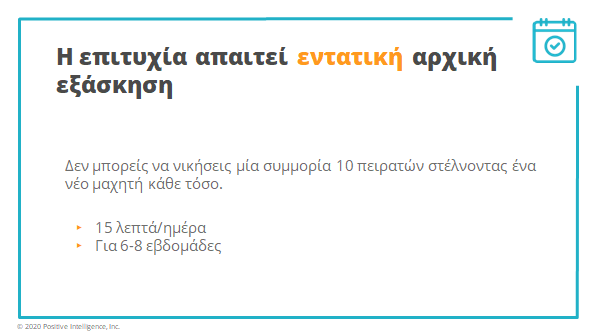 Η επιτυχία απαιτεί εντατική αρχική
εξάσκηση
Δεν μπορείς να νικήσεις μία συμμορία 10 πειρατών στέλνοντας ένα
νέο μαχητή κάθε τόσο.
‣ 15 λεπτά/ημέρα
‣ Για 6-8 εβδομάδες
© 2020 Positive Intelligence, Inc.